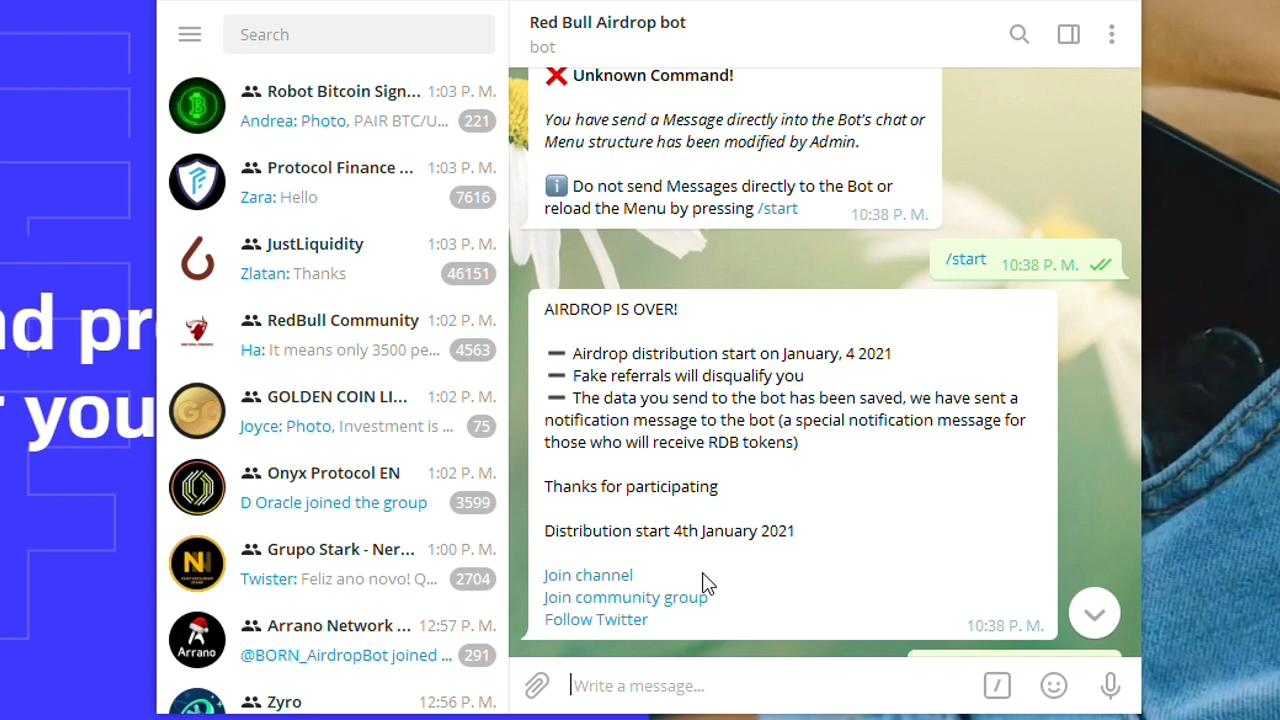 nd pr
r you
Search
Robot Bitcoin Sign... 1:03 P. M.
Andrea: Photo, PAIR BTC/U... 221
Protocol Finance ... 1:03 P. M.
Zara: Hello 7616
JustLiquidity 1:03 P. M.
Zlatan: Thanks 46151
RedBull Community 1:02 P. M.
Ha: It means only 3500 pe... 4563
GOLDEN COIN LI... 1:02 P. M.
GC
Joyce: Photo, Investment is ... 75
Onyx Protocol EN 1:02 P. M.
D Oracle joined the group 3599
Grupo Stark - Ner... 1:00 P. M.
Twister: Feliz ano novo! Q... 2704
Arrano Network ... 12:57 P. M.
Arrano
@BORN_AirdropBot joined ... 291
Zyro 12:56 P. M.
Red Bull Airdrop bot
bot
❌ Unknown Command!
You have send a Message directly into the Bot's chat or
Menu structure has been modified by Admin.
ℹ️ Do not send Messages directly to the Bot or
reload the Menu by pressing /start 10:38 P. M.
/start 10:38 P. M.
AIRDROP IS OVER!
➖ Airdrop distribution start on January, 4 2021
➖ Fake referrals will disqualify you
➖ The data you send to the bot has been saved, we have sent a
notification message to the bot (a special notification message for
those who will receive RDB tokens)
Thanks for participating
Distribution start 4th January 2021
Join channel
Join community group
Follow Twitter 10:38 P. M.
Write a message...